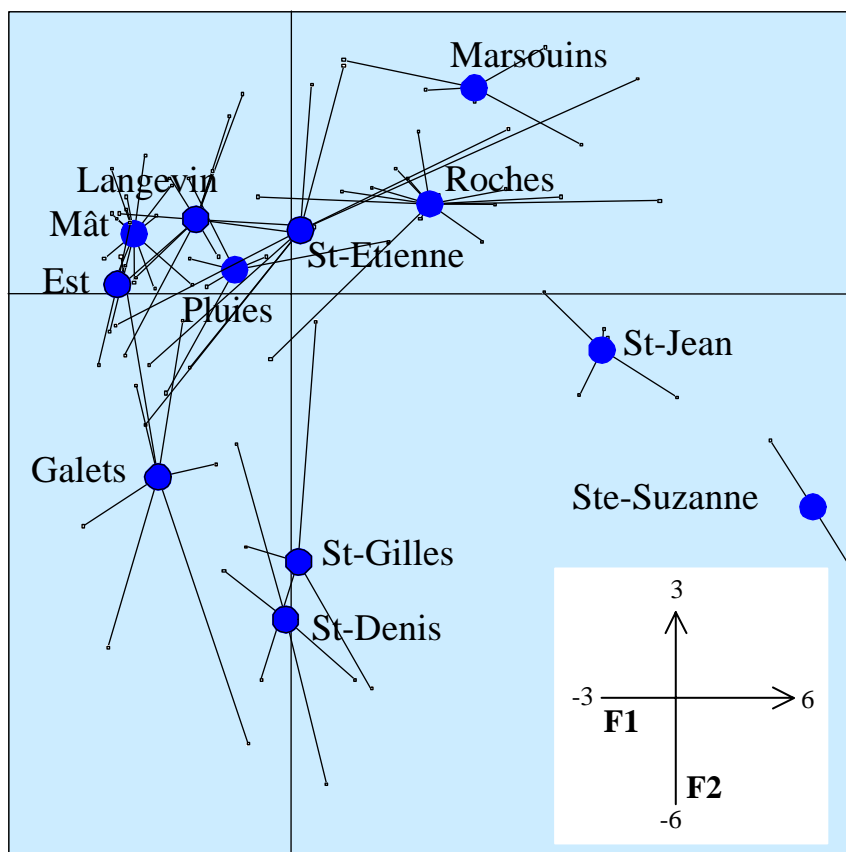 Marsouins
Langevin
Roches
Mât
St-Etienne
Est
Pluies
St-Jean
Galets
Ste-Suzanne
St-Gilles
St-Denis
3
-3
6
F1
F2
-6